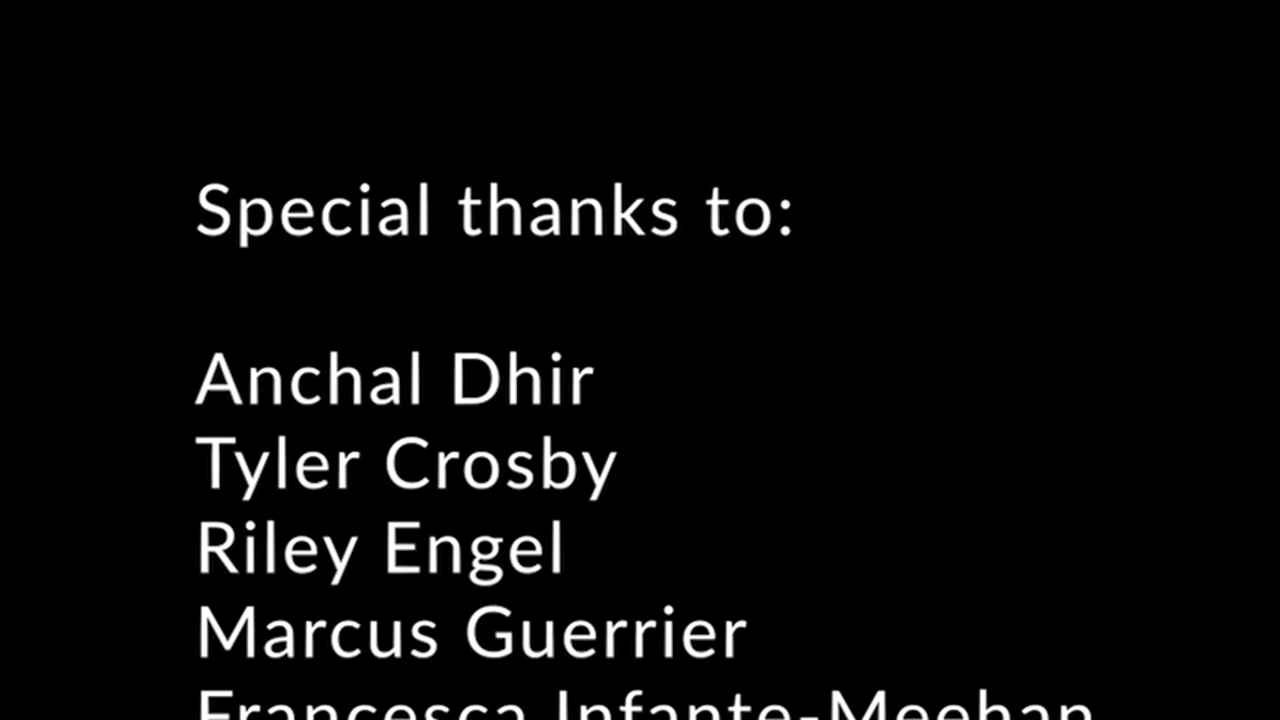 Special thanks to:
Anchal Dhir
Tyler Crosby
Riley Engel
Marcus Guerrier
Francesca Infante-Meehan